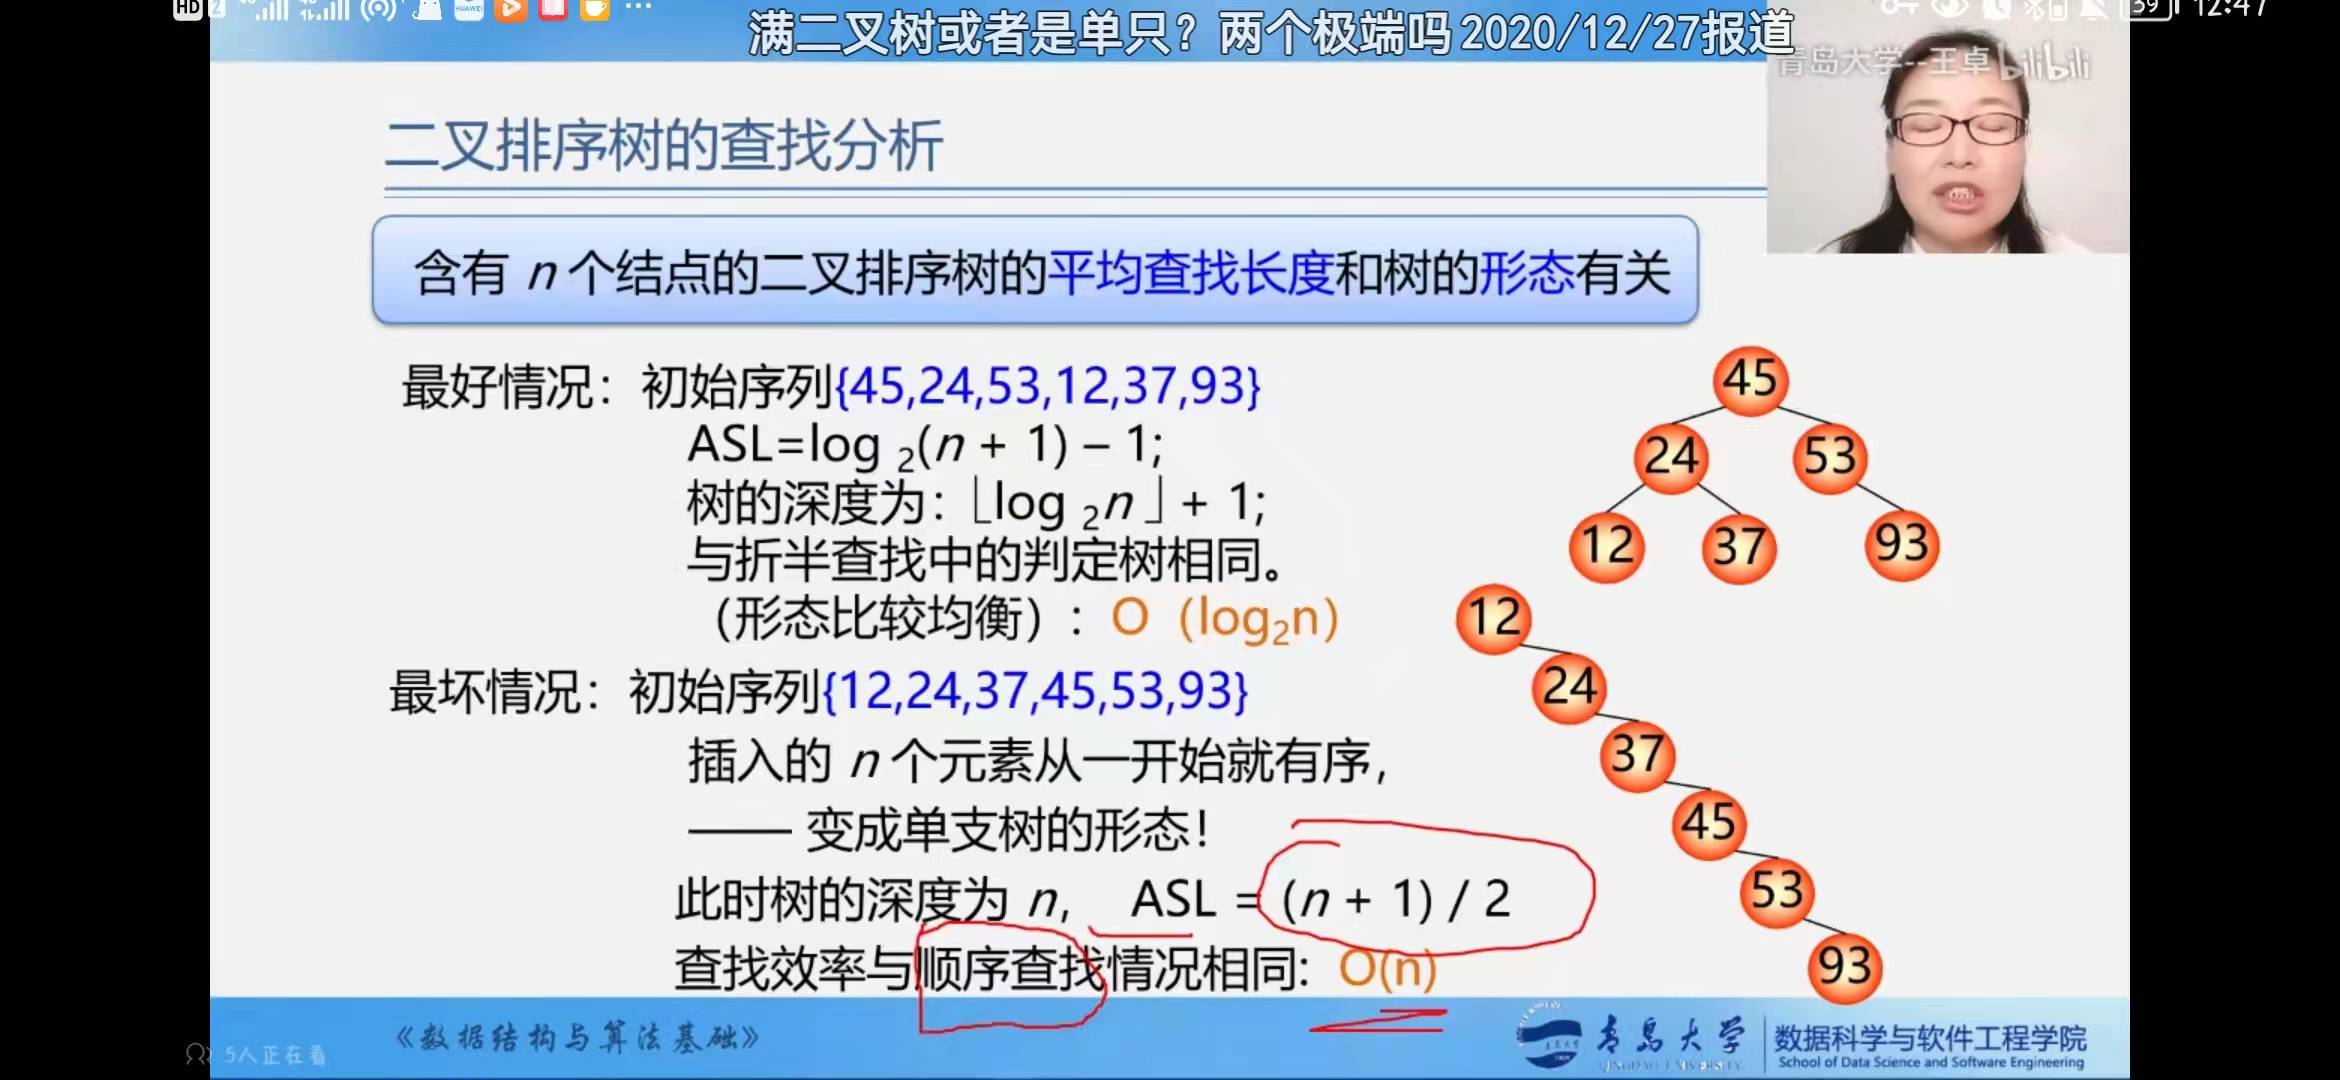 HD 2
HUAWEI
39
12:47
满二叉树或者是单只？两个极端吗 2020/12/27报道
青岛大学--王卓 bilibili
二叉排序树的查找分析
含有 n 个结点的二叉排序树的平均查找长度和树的形态有关
最好情况：初始序列{45,24,53,12,37,93}
ASL=log ₂(n + 1) – 1;
树的深度为：⌊log ₂n⌋ + 1;
与折半查找中的判定树相同。
（形态比较均衡）：O（log₂n）
45
24 53
12 37 93
最坏情况：初始序列{12,24,37,45,53,93}
插入的 n 个元素从一开始就有序，
—— 变成单支树的形态！
此时树的深度为 n， ASL = (n + 1) / 2
查找效率与顺序查找情况相同：O(n)
12
24
37
45
53
93
《数据结构与算法基础》
5人正在看
青岛大学
QINGDAO UNIVERSITY
数据科学与软件工程学院
School of Data Science and Software Engineering